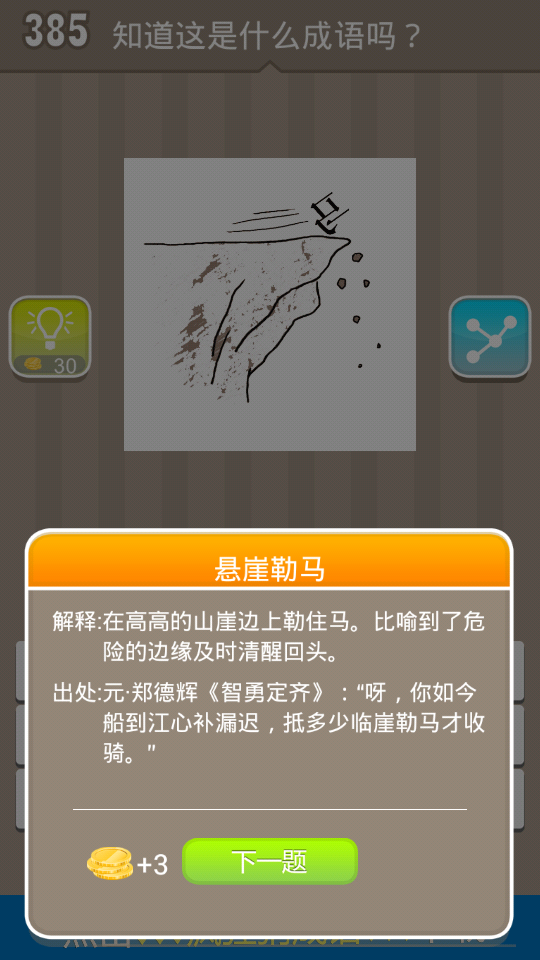 385 知道这是什么成语吗？
马
30
悬崖勒马
解释:在高高的山崖边上勒住马。比喻到了危
险的边缘及时清醒回头。
出处:元·郑德辉《智勇定齐》：“呀，你如今
船到江心补漏迟，抵多少临崖勒马才收
骑。”
+3 下一题